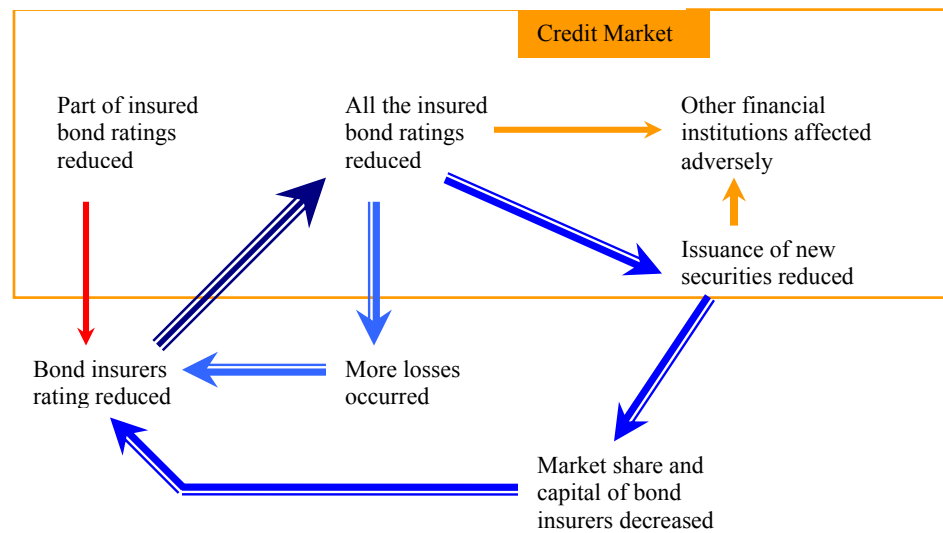 Credit Market
Part of insured
bond ratings
reduced
All the insured
bond ratings
reduced
Other financial
institutions affected
adversely
Issuance of new
securities reduced
Bond insurers
rating reduced
More losses
occurred
Market share and
capital of bond
insurers decreased